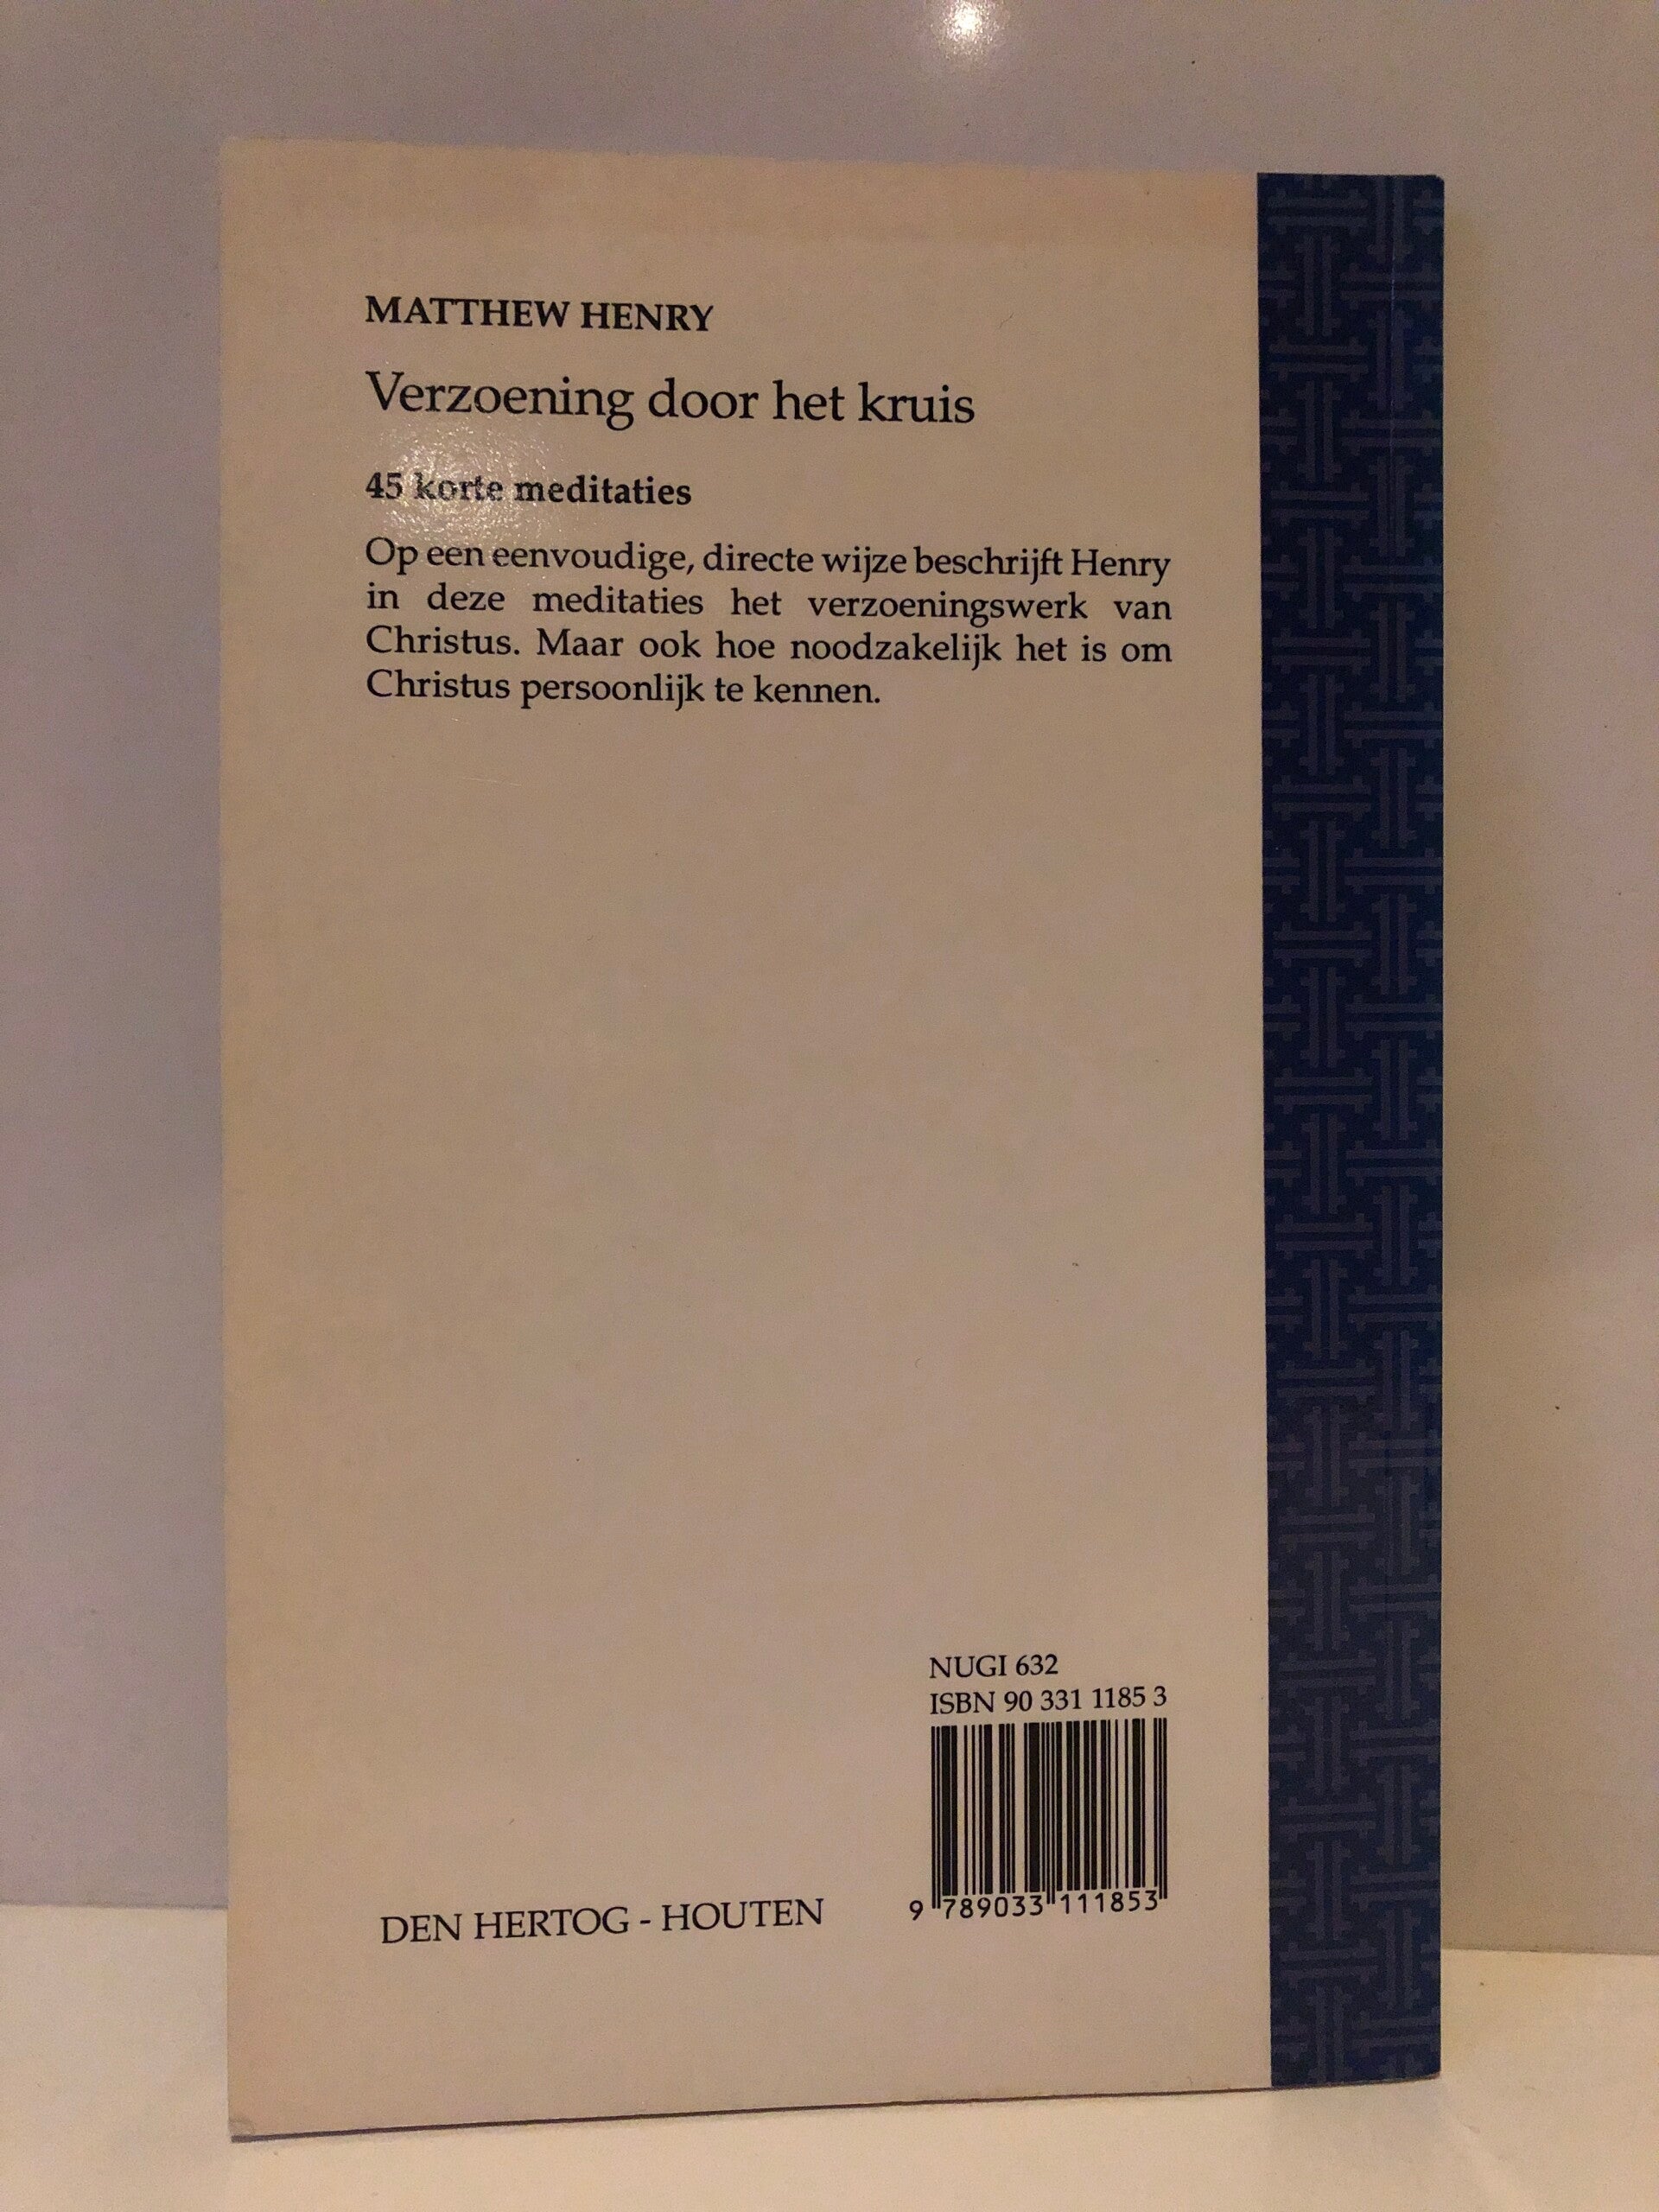 MATTHEW HENRY
Verzoening door het kruis
45 korte meditaties
Op een eenvoudige, directe wijze beschrijft Henry
in deze meditaties het verzoeningswerk van
Christus. Maar ook hoe noodzakelijk het is om
Christus persoonlijk te kennen.
NUGI 632
ISBN 90 331 1185 3
9 789033 111853
DEN HERTOG - HOUTEN